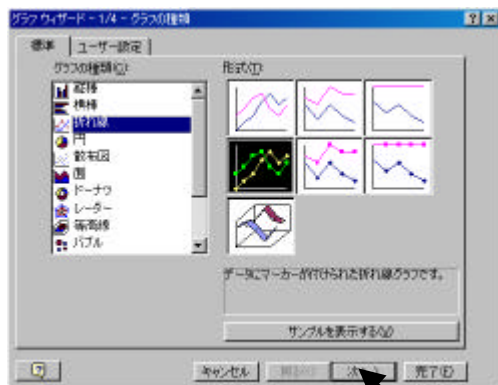 グラフ ウィザード - 1/4 - グラフの種類
標準
ユーザー設定
グラフの種類(C):
形式(T):
縦棒
横棒
折れ線
円
散布図
面
ドーナツ
レーダー
等高線
バブル
データにマーカーが付けられた折れ線グラフです。
サンプルを表示する(V)
キャンセル
完了(F)